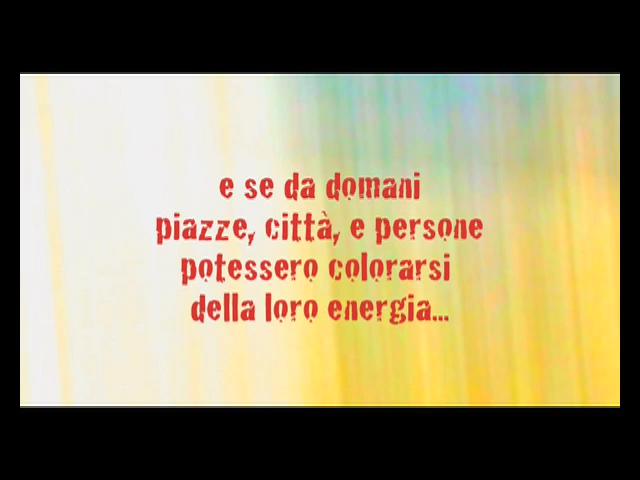 e se da domani
piazze, città, e persone
potessero colorarsi
della loro energia...